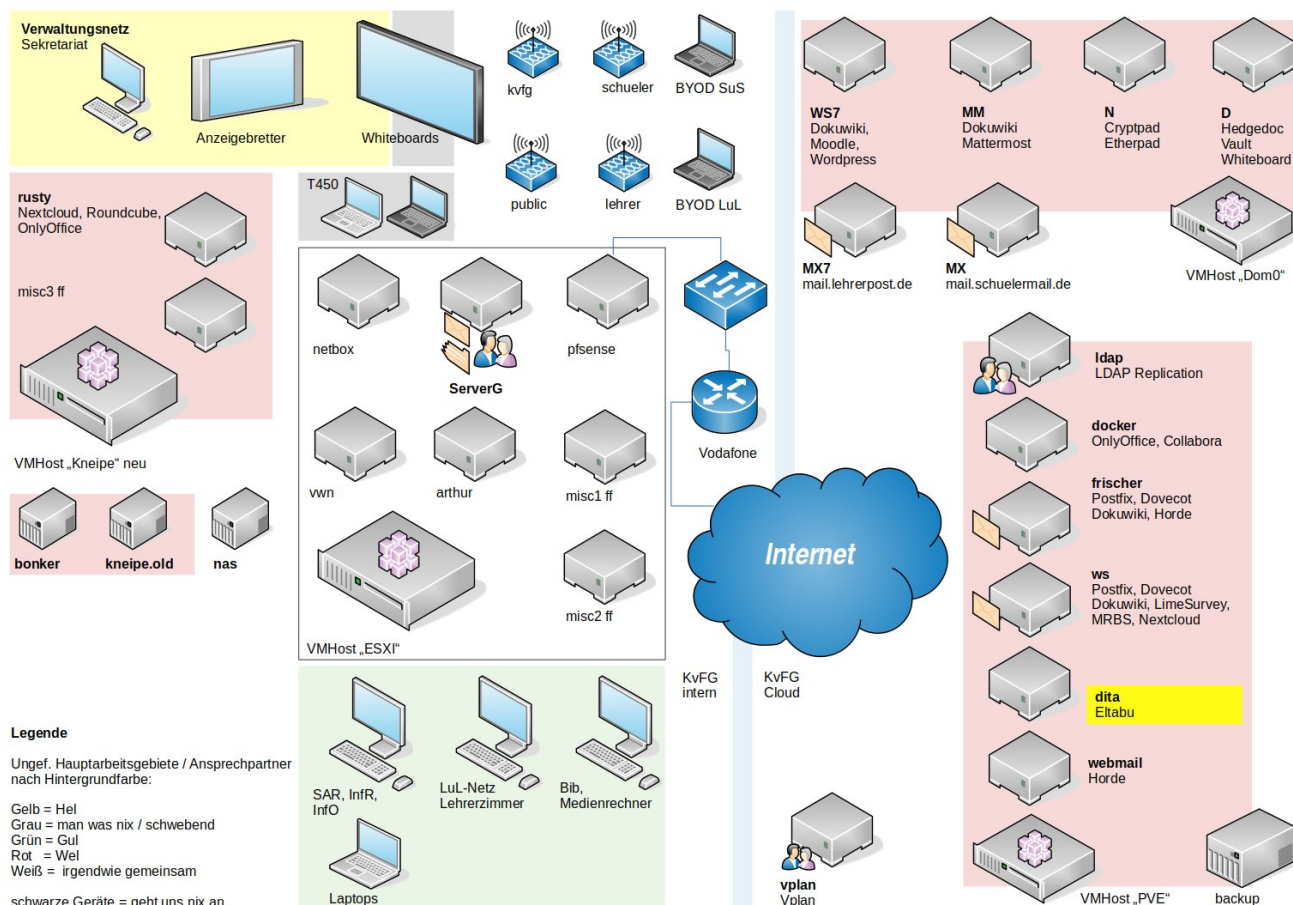 Verwaltungsnetz
Sekretariat
Anzeigebretter
Whiteboards
kvfg
schueler
BYOD SuS
public
lehrer
BYOD LuL
WS7
Dokuwiki,
Moodle,
Wordpress
MM
Dokuwiki
Mattermost
N
Cryptpad
Etherpad
D
Hedgedoc
Vault
Whiteboard
MX7
mail.lehrerpost.de
MX
mail.schuelermail.de
VMHost „Dom0“
rusty
Nextcloud, Roundcube,
OnlyOffice
misc3 ff
VMHost „Kneipe“ neu
T450
netbox
ServerG
pfsense
vwn
arthur
misc1 ff
misc2 ff
VMHost „ESXI“
Vodafone
Internet
bonker
kneipe.old
nas
ldap
LDAP Replication
docker
OnlyOffice, Collabora
frischer
Postfix, Dovecot
Dokuwiki, Horde
ws
Postfix, Dovecot
Dokuwiki, LimeSurvey,
MRBS, Nextcloud
dita
Eltabu
webmail
Horde
VMHost „PVE“
backup
KvFG
intern
KvFG
Cloud
vplan
Vplan
SAR, InfR,
InfO
LuL-Netz
Lehrerzimmer
Bib,
Medienrechner
Laptops
Legende
Ungef. Hauptarbeitsgebiete / Ansprechpartner
nach Hintergrundfarbe:
Gelb = Hel
Grau = man was nix / schwebend
Grün = Gul
Rot = Wel
Weiß = irgendwie gemeinsam
schwarze Geräte = geht uns nix an